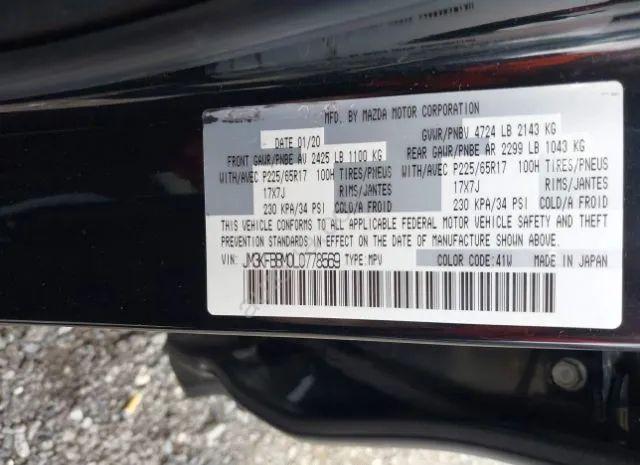 MFD. BY MAZDA MOTOR CORPORATION
DATE 01/20 GVWR/PNBV 4724 LB 2143 KG
FRONT GAWR/PNBE AV 2425 LB 1100 KG REAR GAWR/PNBE AR 2299 LB 1043 KG
WITH/AVEC P225/65R17 100H TIRES/PNEUS WITH/AVEC P225/65R17 100H TIRES/PNEUS
17X7J RIMS/JANTES 17X7J RIMS/JANTES
230 KPA/34 PSI COLD/A FROID 230 KPA/34 PSI COLD/A FROID
THIS VEHICLE CONFORMS TO ALL APPLICABLE FEDERAL MOTOR VEHICLE SAFETY AND THEFT
PREVENTION STANDARDS IN EFFECT ON THE DATE OF MANUFACTURE SHOWN ABOVE.
VIN: JM3KFBBM0L0778569 TYPE: MPV COLOR CODE: 41W MADE IN JAPAN